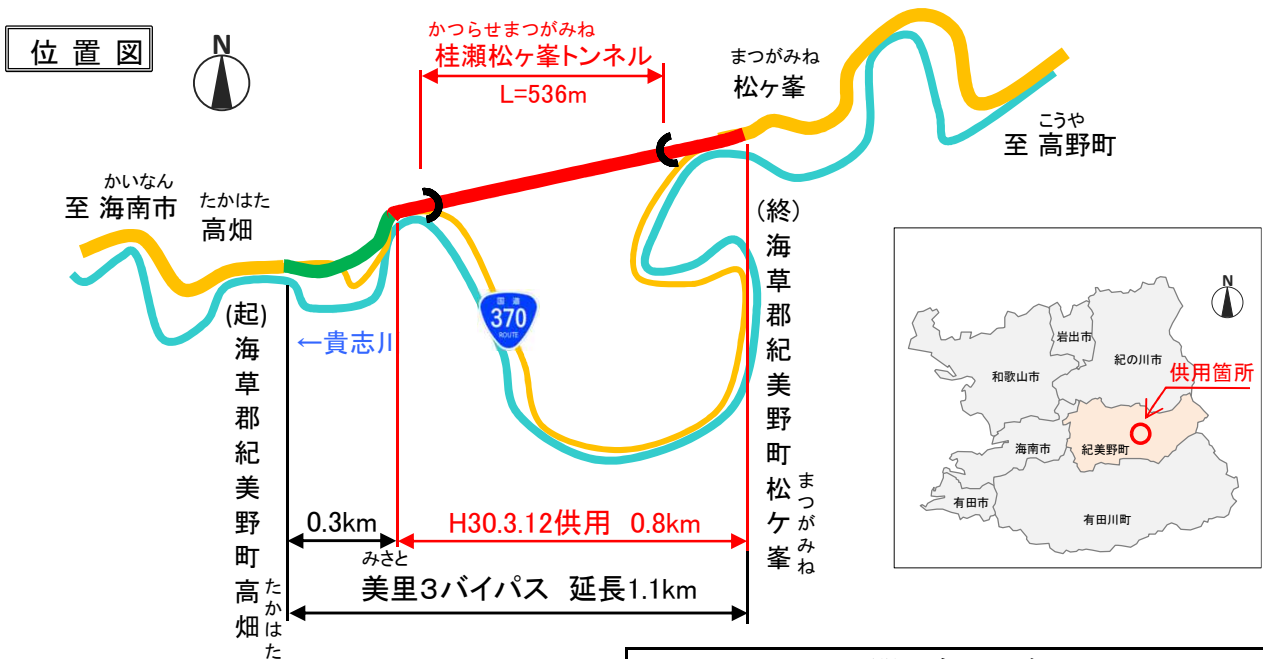 位置図
N
かつらせまつがみね
桂瀬松ヶ峯トンネル
L=536m
まつがみね
松ヶ峯
こうや
至 高野町
かいなん
至 海南市
たかはた
高畑
国道
370
ROUTE
←貴志川
(起)海草郡紀美野町高畑
たかはた
(終)海草郡紀美野町松ケ峯
まつがみね
0.3km
H30.3.12供用 0.8km
みさと
美里3バイパス 延長1.1km
N
岩出市
紀の川市
和歌山市
供用箇所
海南市
紀美野町
有田市
有田川町